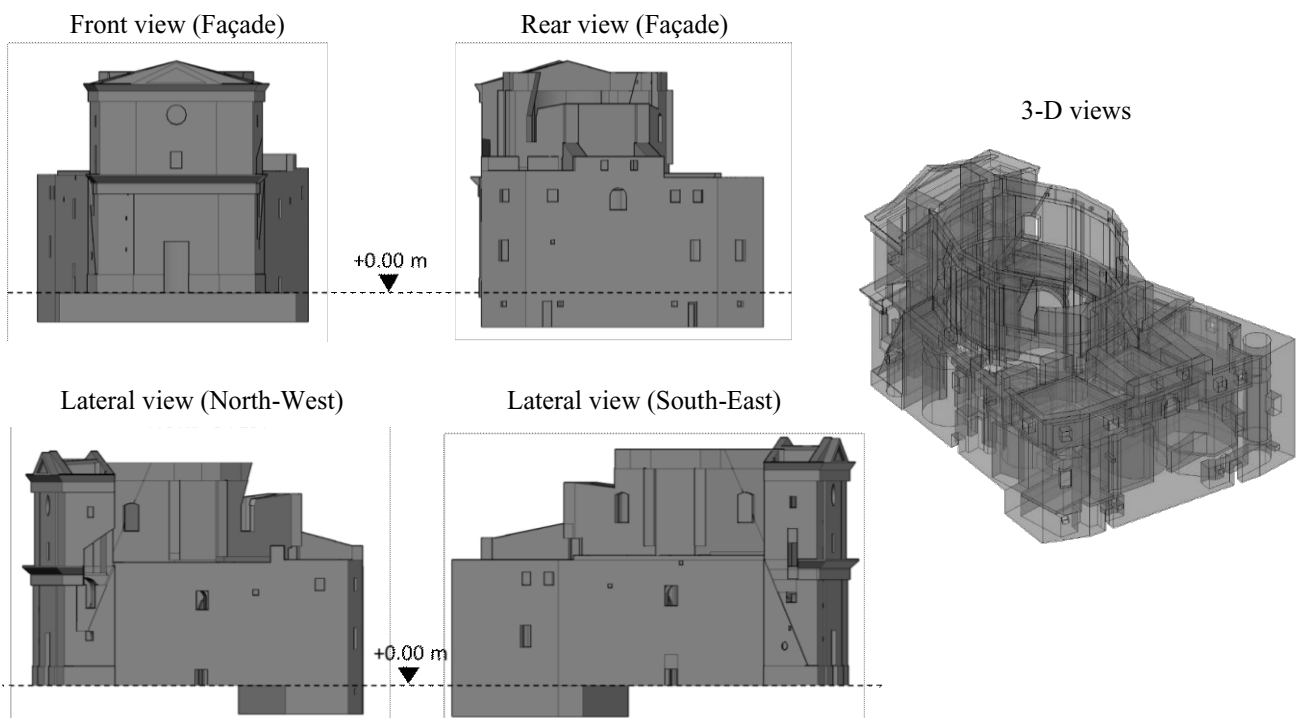 Front view (Façade)
Rear view (Façade)
3-D views
+0.00 m
Lateral view (North-West)
Lateral view (South-East)
+0.00 m